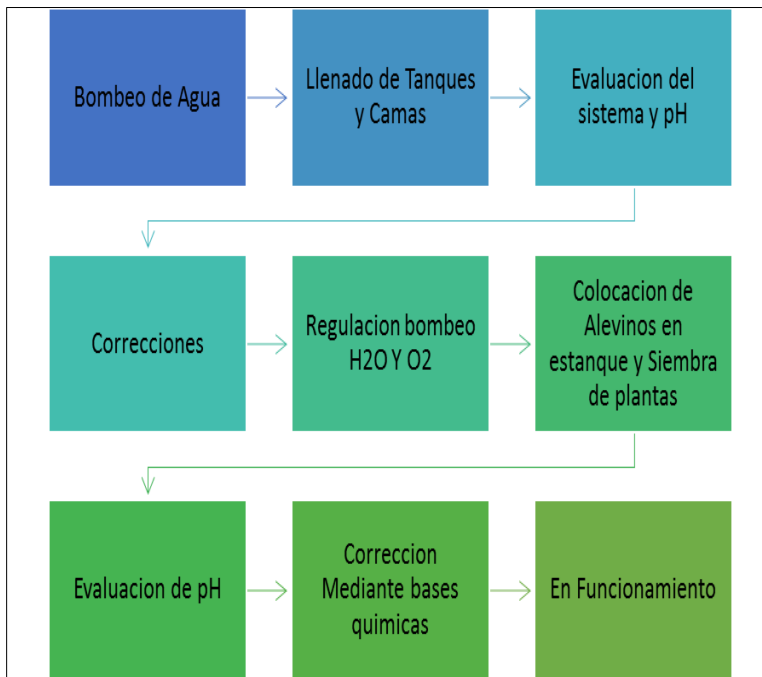 Bombeo de Agua
Llenado de Tanques
y Camas
Evaluacion del
sistema y pH
Correcciones
Regulacion bombeo
H2O Y O2
Colocacion de
Alevinos en
estanque y Siembra
de plantas
Evaluacion de pH
Correccion
Mediante bases
quimicas
En Funcionamiento